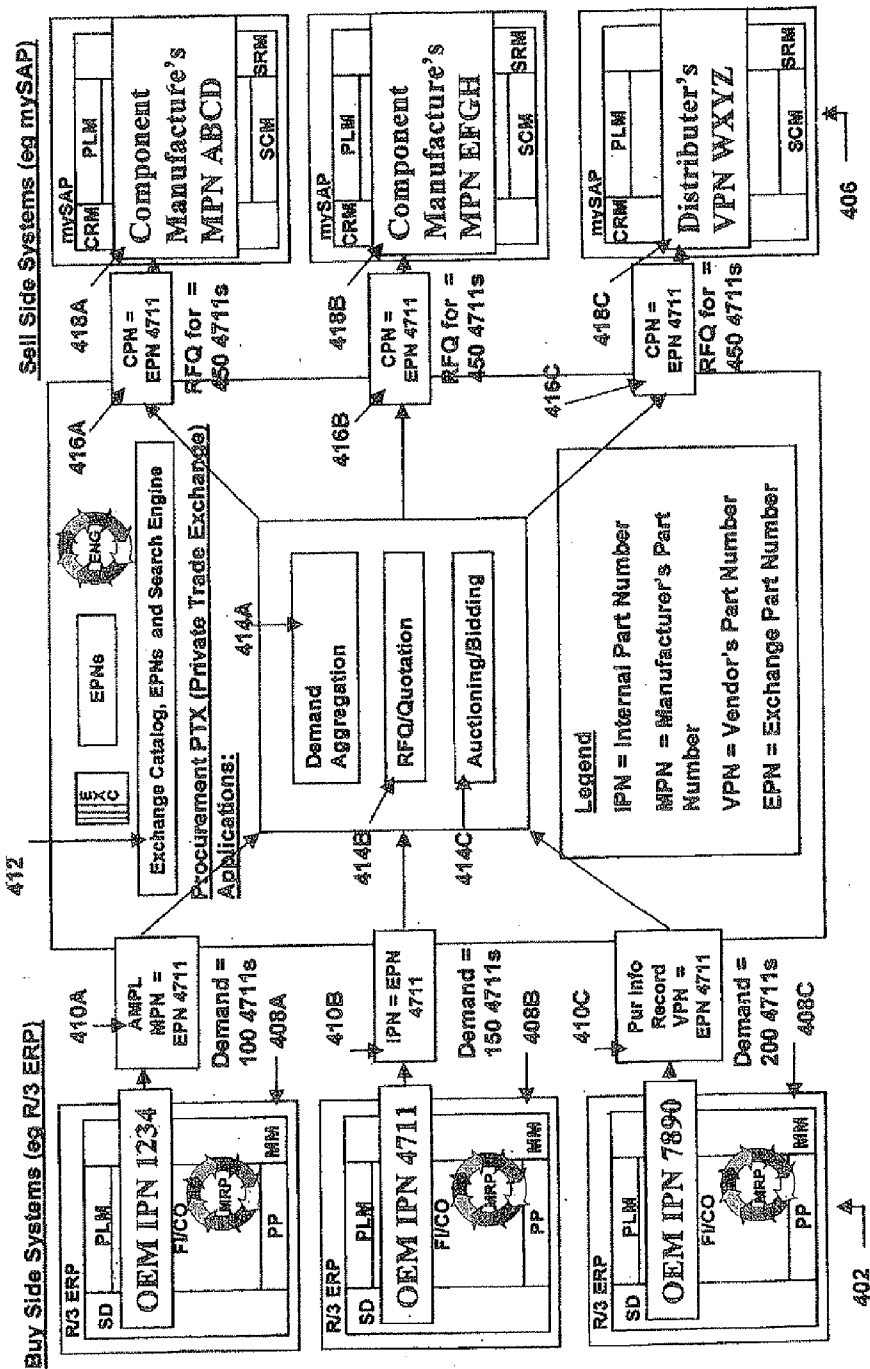 Buy Side Systems (eg R/3 ERP)
R/3 ERP
SD
PLM
OEM IPN 1234
FI/CO
MRP
PP
MM
408A
R/3 ERP
SD
PLM
OEM IPN 4711
FI/CO
MRP
PP
MM
408B
R/3 ERP
SD
PLM
OEM IPN 7890
FI/CO
MRP
PP
MM
408C
402
410A
AMPL
MPN =
EPN 4711
Demand =
100 4711s
410B
IPN = EPN
4711
Demand =
150 4711s
410C
Pur Info
Record
VPN =
EPN 4711
Demand =
200 4711s
412
EXC
EPNs
ENG
Exchange Catalog, EPNs and Search Engine
Procurement PTX (Private Trade Exchange)
Applications:
414A
Demand
Aggregation
414B
RFQ/Quotation
414C
Auctioning/Bidding
Legend
IPN = Internal Part Number
MPN = Manufacturer's Part
Number
VPN = Vendor's Part Number
EPN = Exchange Part Number
416A
CPN =
EPN 4711
RFQ for =
450 4711s
416B
CPN =
EPN 4711
RFQ for =
450 4711s
416C
CPN =
EPN 4711
RFQ for =
450 4711s
Sell Side Systems (eg mySAP)
418A
mySAP
CRM
PLM
Component
Manufacture's
MPN ABCD
SCM
SRM
418B
mySAP
CRM
PLM
Component
Manufacture's
MPN EFGH
SCM
SRM
418C
mySAP
CRM
PLM
Distributer's
VPN WXYZ
SCM
SRM
406